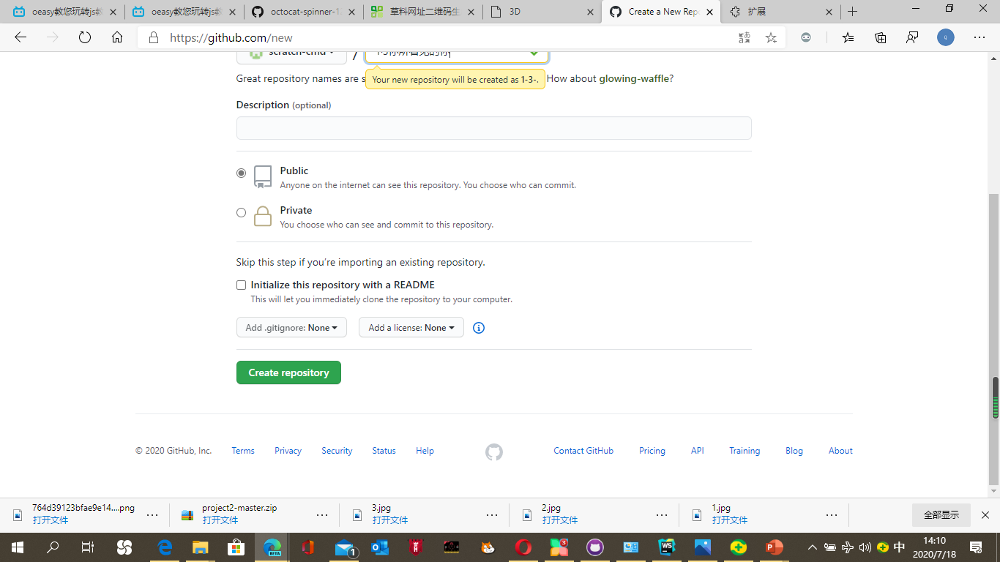 oeasy教您玩转js教
oeasy教您玩转js教
octocat-spinner-12
草料网址二维码生
3D
Create a New Repo
扩展
https://github.com/new
scratch-cmd
/
Great repository names are s
Your new repository will be created as 1-3-.
How about glowing-waffle?
Description (optional)
Public
Anyone on the internet can see this repository. You choose who can commit.
Private
You choose who can see and commit to this repository.
Skip this step if you're importing an existing repository.
Initialize this repository with a README
This will let you immediately clone the repository to your computer.
Add .gitignore: None
Add a license: None
Create repository
© 2020 GitHub, Inc.
Terms
Privacy
Security
Status
Help
Contact GitHub
Pricing
API
Training
Blog
About
764d39123bfae9e14....png
打开文件
project2-master.zip
打开文件
3.jpg
打开文件
2.jpg
打开文件
1.jpg
打开文件
全部显示
BETA
1
3
WS
中
14:10
2020/7/18